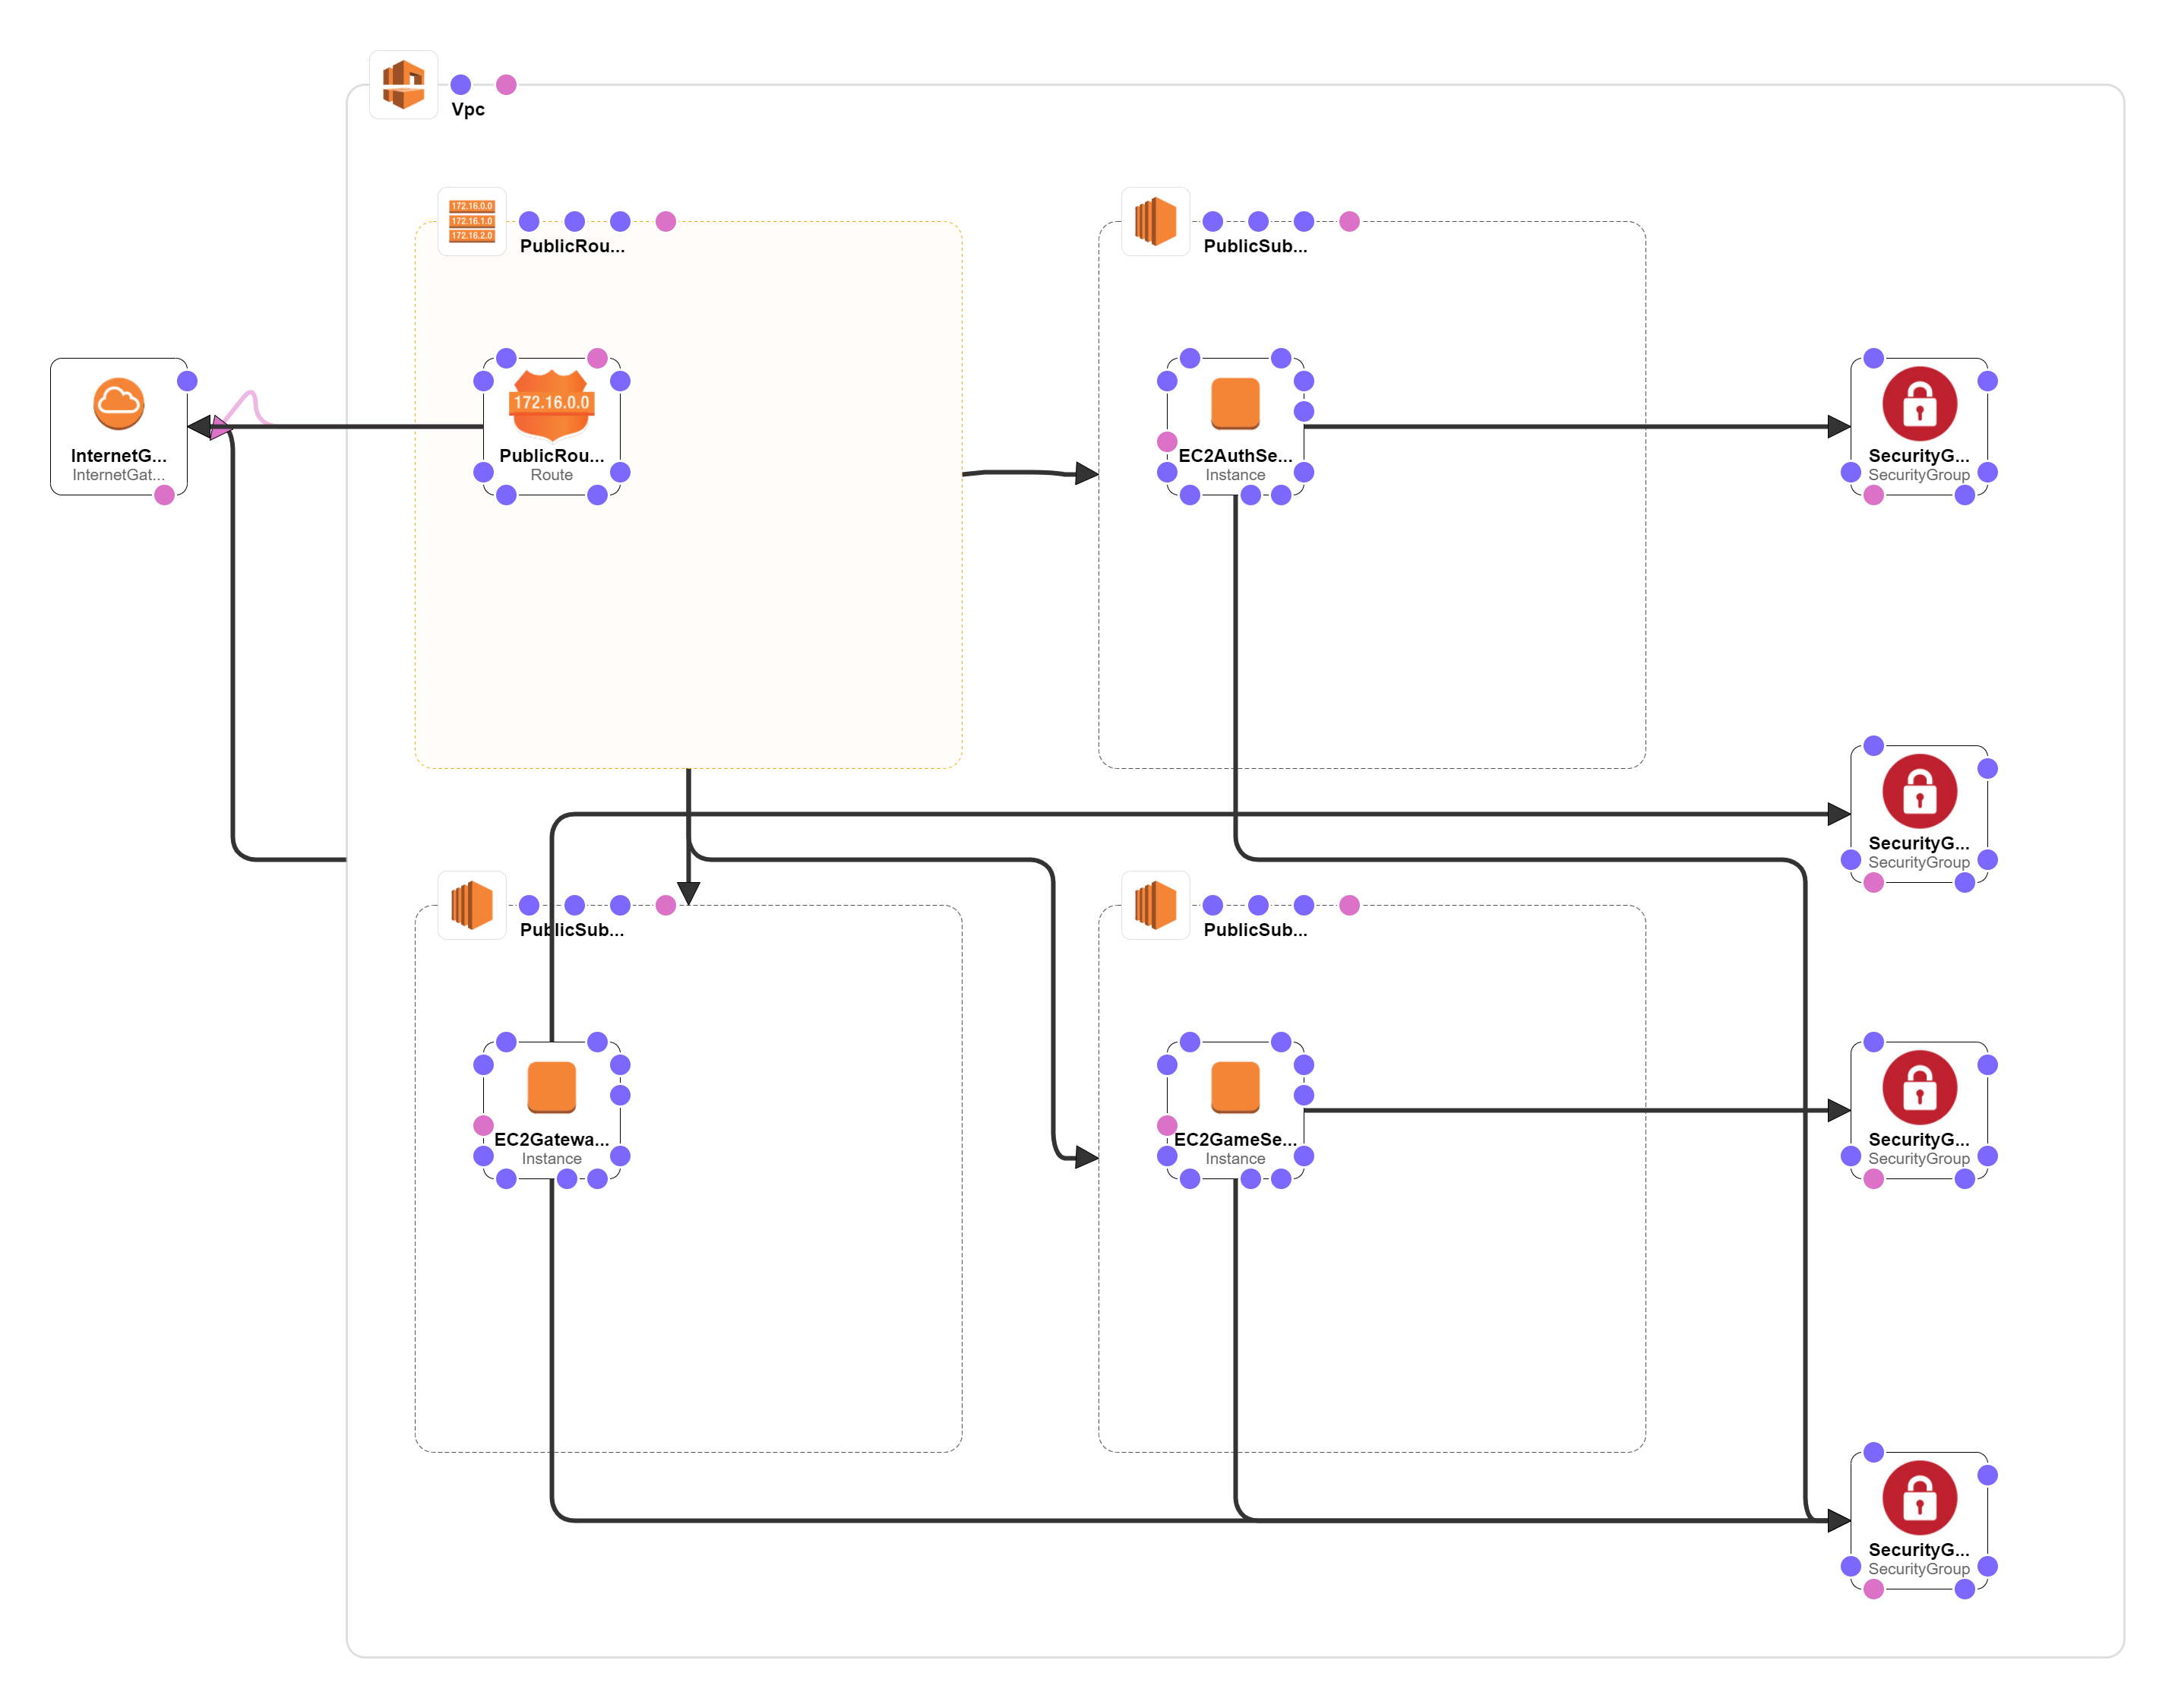 Vpc
172.16.0.0
172.16.1.0
172.16.2.0
PublicRou...
PublicSub...
InternetG...
InternetGat...
172.16.0.0
PublicRou...
Route
EC2AuthSe...
Instance
SecurityG...
SecurityGroup
SecurityG...
SecurityGroup
PublicSub...
PublicSub...
EC2Gatewa...
Instance
EC2GameSe...
Instance
SecurityG...
SecurityGroup
SecurityG...
SecurityGroup